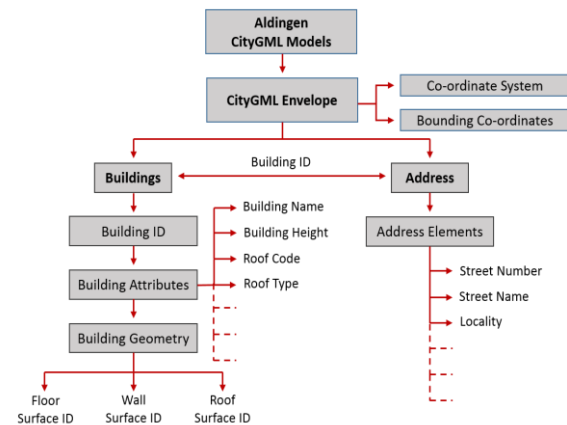 Aldingen
CityGML Models
CityGML Envelope
Co-ordinate System
Bounding Co-ordinates
Building ID
Buildings
Address
Building ID
Address Elements
Building Name
Building Height
Roof Code
Roof Type
Building Attributes
Street Number
Street Name
Locality
Building Geometry
Floor
Surface ID
Wall
Surface ID
Roof
Surface ID